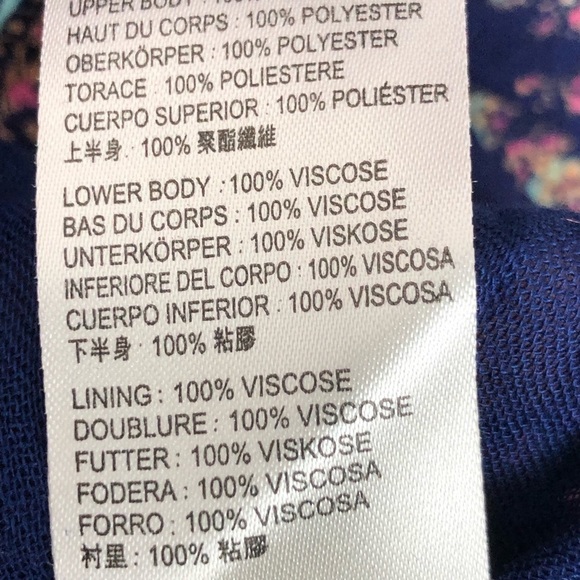 UPPER BODY : 100%
HAUT DU CORPS : 100% POLYESTER
OBERKÖRPER : 100% POLYESTER
TORACE : 100% POLIESTERE
CUERPO SUPERIOR : 100% POLIÉSTER
上半身 : 100% 聚酯纖維
LOWER BODY : 100% VISCOSE
BAS DU CORPS : 100% VISCOSE
UNTERKÖRPER : 100% VISKOSE
INFERIORE DEL CORPO : 100% VISCOSA
CUERPO INFERIOR : 100% VISCOSA
下半身 : 100% 粘膠
LINING : 100% VISCOSE
DOUBLURE : 100% VISCOSE
FUTTER : 100% VISKOSE
FODERA : 100% VISCOSA
FORRO : 100% VISCOSA
衬里 : 100% 粘膠